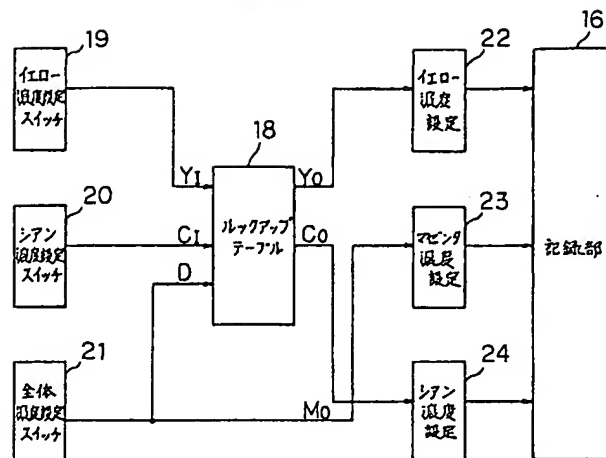 19
イエロー
濃度設定
スイッチ
20
シアン
濃度設定
スイッチ
21
全体
濃度設定
スイッチ
YI
CI
D
18
ルックアップ
テーブル
YO
CO
MO
22
イエロー
濃度
設定
23
マゼンタ
濃度
設定
24
シアン
濃度
設定
16
記録部